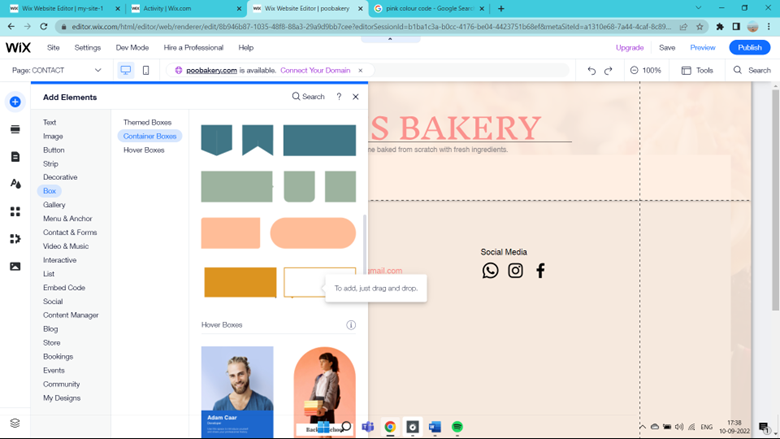 Wix Website Editor | my-site-1
Activity | Wix.com
Wix Website Editor | poobakery
pink colour code - Google Searc
editor.wix.com/html/editor/web/renderer/edit/8b946b87-1035-48f8-88a3-29a9d9bb7cee?editorSessionId=b1ba1c3a-b0cc-4176-be04-4423751b68ef&metaSiteId=a1310e68-7a44-4caf-8c89...
WiX
Site
Settings
Dev Mode
Hire a Professional
Help
Upgrade
Save
Preview
Publish
Page: CONTACT
poobakery.com is available.
Connect Your Domain
100%
Tools
Search
Add Elements
Search
?
Text
Image
Button
Strip
Decorative
Box
Gallery
Menu & Anchor
Contact & Forms
Video & Music
Interactive
List
Embed Code
Social
Content Manager
Blog
Store
Bookings
Events
Community
My Designs
Themed Boxes
Container Boxes
Hover Boxes
To add, just drag and drop.
Hover Boxes
Adam Caar
S BAKERY
me baked from scratch with fresh ingredients.
Social Media
gmail.com
ENG
17:38
10-09-2022